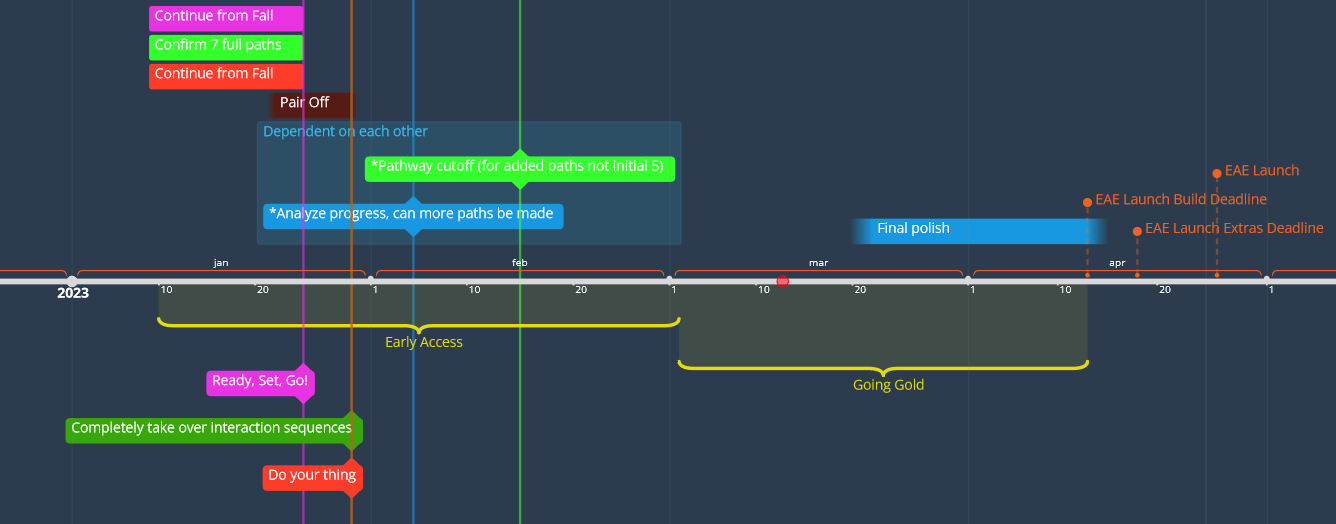 Continue from Fall
Confirm 7 full paths
Continue from Fall
Pair Off
Dependent on each other
*Pathway cutoff (for added paths not initial 5)
EAE Launch
EAE Launch Build Deadline
*Analyze progress, can more paths be made
Final polish
EAE Launch Extras Deadline
jan feb mar apr
2023 10 20 1 10 20 1 10 20 1 10 20 1
Early Access
Going Gold
Ready, Set, Go!
Completely take over interaction sequences
Do your thing